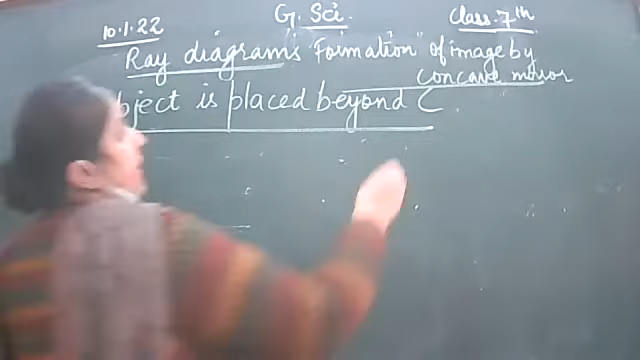 10.1.22 G. Sci. Class. 7th
Ray diagrams "Formation" of image by
concave mirror
bject is placed beyond C